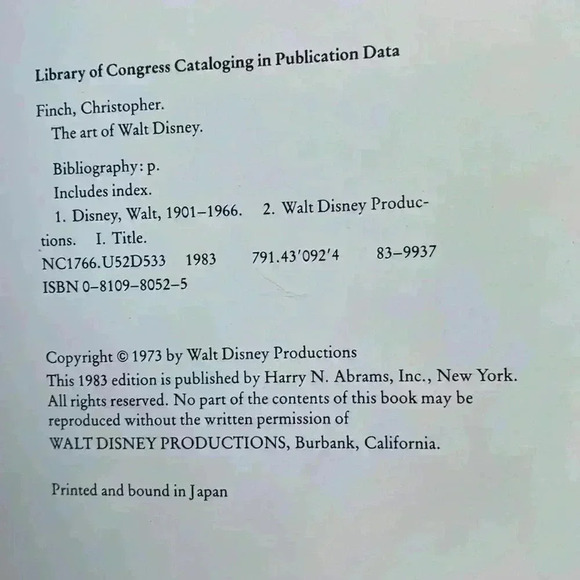 Library of Congress Cataloging in Publication Data
Finch, Christopher.
The art of Walt Disney.
Bibliography: p.
Includes index.
1. Disney, Walt, 1901–1966. 2. Walt Disney Produc-
tions. I. Title.
NC1766.U52D533 1983 791.43'092'4 83–9937
ISBN 0–8109–8052–5
Copyright © 1973 by Walt Disney Productions
This 1983 edition is published by Harry N. Abrams, Inc., New York.
All rights reserved. No part of the contents of this book may be
reproduced without the written permission of
WALT DISNEY PRODUCTIONS, Burbank, California.
Printed and bound in Japan